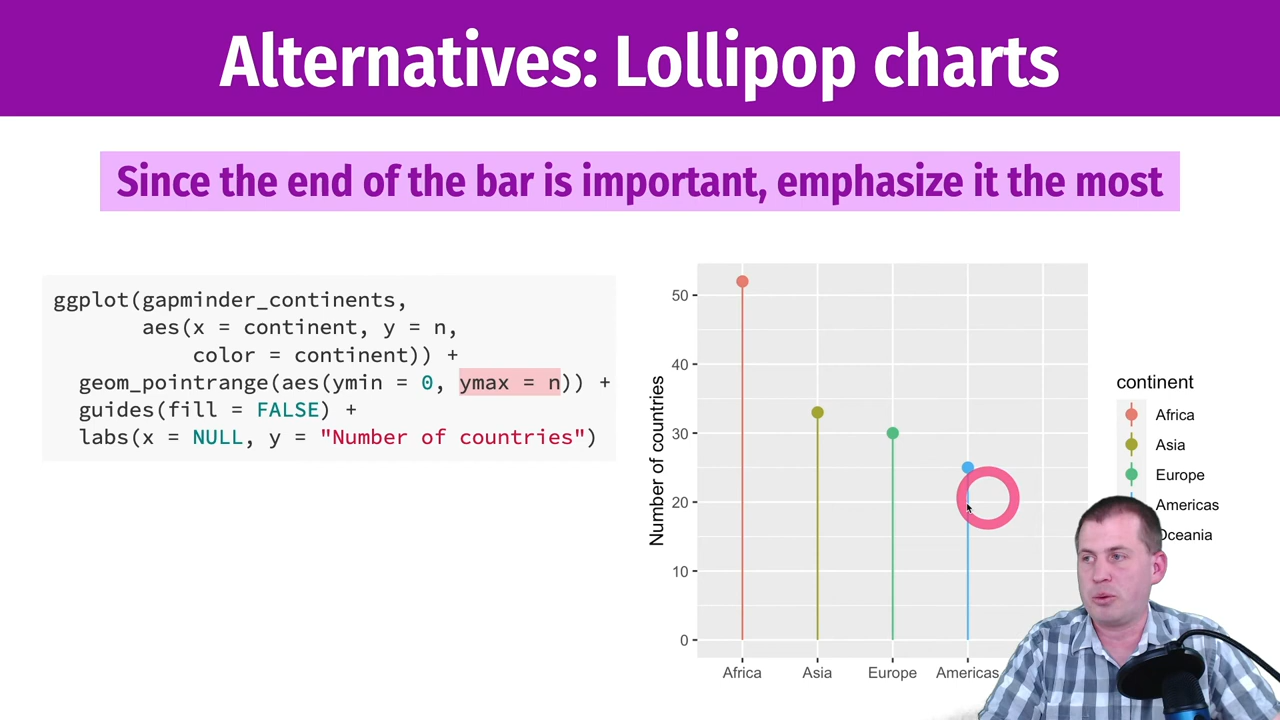 Alternatives: Lollipop charts
Since the end of the bar is important, emphasize it the most
ggplot(gapminder_continents,
aes(x = continent, y = n,
color = continent)) +
geom_pointrange(aes(ymin = 0, ymax = n)) +
guides(fill = FALSE) +
labs(x = NULL, y = "Number of countries")
Number of countries
50
40
30
20
10
0
Africa
Asia
Europe
Americas
continent
Africa
Asia
Europe
Americas
Oceania